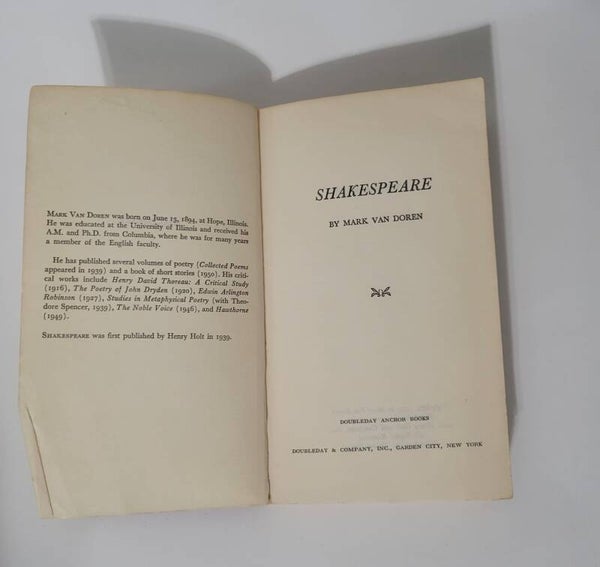 MARK VAN DOREN was born on June 13, 1894, at Hope, Illinois.
He was educated at the University of Illinois and received his
A.M. and Ph.D. from Columbia, where he was for many years
a member of the English faculty.
He has published several volumes of poetry (Collected Poems
appeared in 1939) and a book of short stories (1950). His crit-
ical works include Henry David Thoreau: A Critical Study
(1916), The Poetry of John Dryden (1920), Edwin Arlington
Robinson (1927), Studies in Metaphysical Poetry (with Theo-
dore Spencer, 1939), The Noble Voice (1946), and Hawthorne
(1949).
SHAKESPEARE was first published by Henry Holt in 1939.
SHAKESPEARE
BY MARK VAN DOREN
DOUBLEDAY ANCHOR BOOKS
DOUBLEDAY & COMPANY, INC., GARDEN CITY, NEW YORK